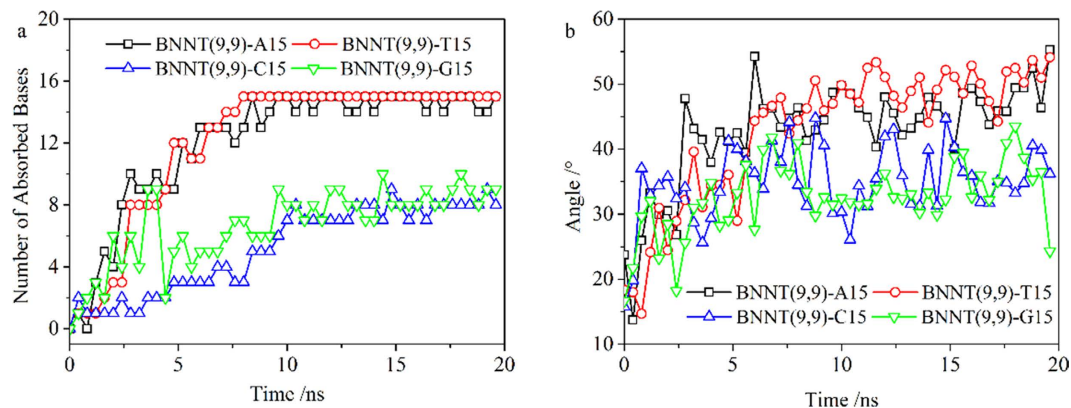 a
20
16
12
8
4
0
Number of Absorbed Bases
BNNT(9,9)-A15 BNNT(9,9)-T15
BNNT(9,9)-C15 BNNT(9,9)-G15
0 5 10 15 20
Time /ns
b
60
50
40
30
20
10
Angle /°
BNNT(9,9)-A15 BNNT(9,9)-T15
BNNT(9,9)-C15 BNNT(9,9)-G15
0 5 10 15 20
Time /ns